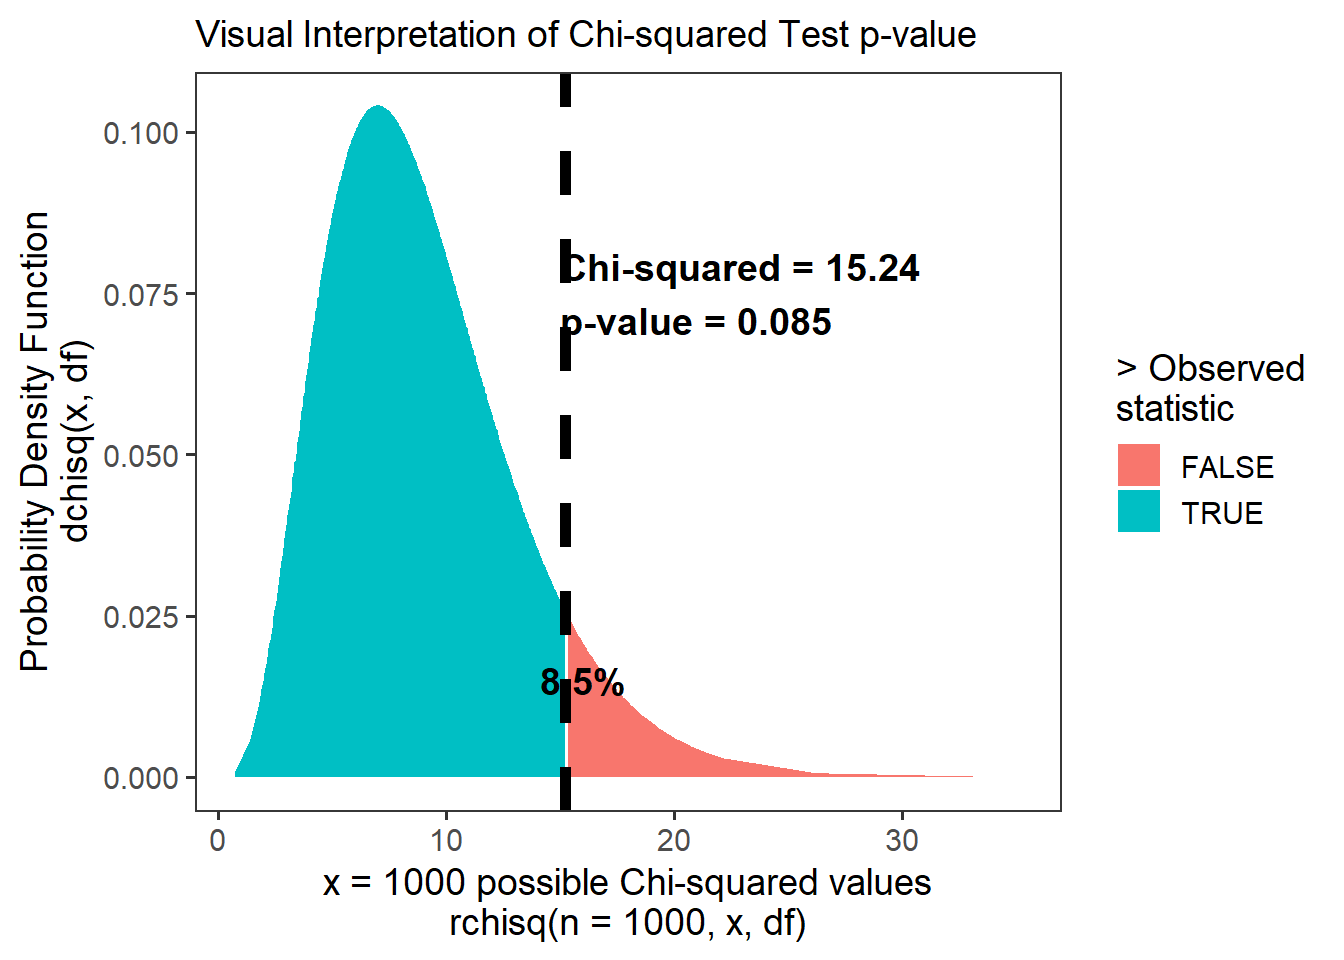 Visual Interpretation of Chi-squared Test p-value
Probability Density Function
dchisq(x, df)
0.100
0.075
0.050
0.025
0.000
Chi-squared = 15.24
p-value = 0.085
8.5%
0
10
20
30
x = 1000 possible Chi-squared values
rchisq(n = 1000, x, df)
> Observed
statistic
FALSE
TRUE